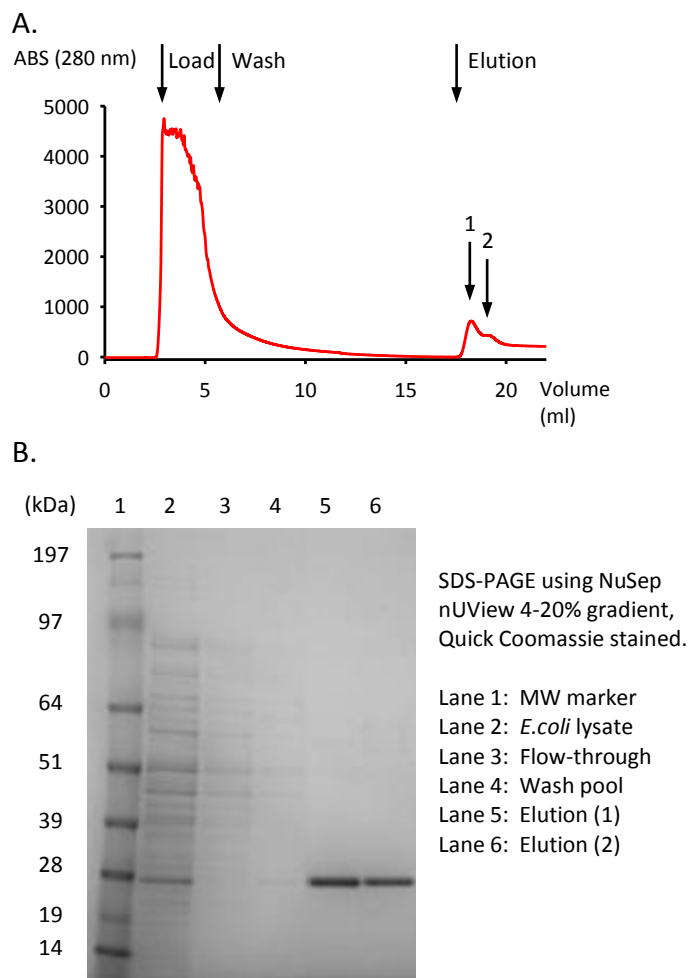 A.
ABS (280 nm)
Load
Wash
Elution
5000
4000
3000
2000
1000
0
1
2
0
5
10
15
20
Volume
(ml)
B.
(kDa)
1
2
3
4
5
6
197
97
64
51
39
28
19
14
SDS-PAGE using NuSep
nUView 4-20% gradient,
Quick Coomassie stained.
Lane 1: MW marker
Lane 2: E.coli lysate
Lane 3: Flow-through
Lane 4: Wash pool
Lane 5: Elution (1)
Lane 6: Elution (2)